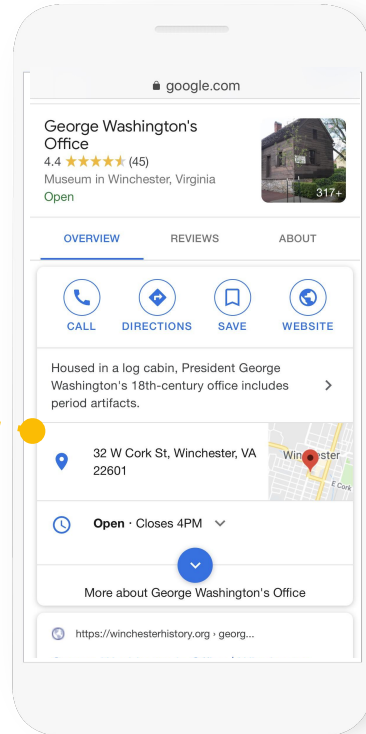 google.com
George Washington's
Office
4.4 ★★★★★ (45)
Museum in Winchester, Virginia
Open
317+
OVERVIEW REVIEWS ABOUT
CALL DIRECTIONS SAVE WEBSITE
Housed in a log cabin, President George
Washington's 18th-century office includes
period artifacts.
32 W Cork St, Winchester, VA
22601
E Cork
Open · Closes 4PM
More about George Washington's Office
https://winchesterhistory.org › georg...